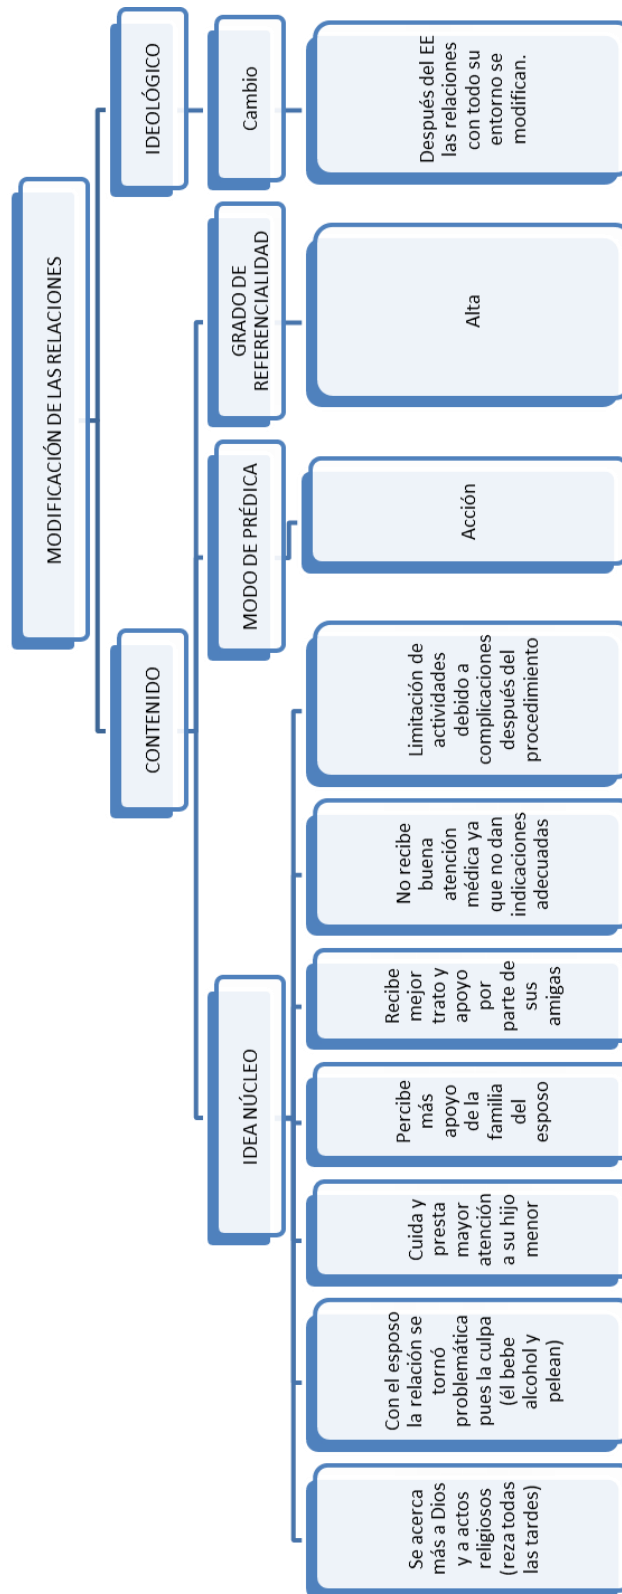 MODIFICACIÓN DE LAS RELACIONES
CONTENIDO
IDEOLÓGICO
IDEA NÚCLEO
MODO DE PRÉDICA
GRADO DE
REFERENCIALIDAD
Cambio
Se acerca
más a Dios
y a actos
religiosos
(reza todas
las tardes)
Con el esposo
la relación se
tornó
problemática
pues la culpa
(él bebe
alcohol y
pelean)
Cuida y
presta
mayor
atención
a su hijo
menor
Percibe
más
apoyo
de la
familia
del
esposo
Recibe
mejor
trato y
apoyo
por
parte de
sus
amigas
No recibe
buena
atención
médica ya
que no dan
indicaciones
adecuadas
Limitación de
actividades
debido a
complicaciones
después del
procedimiento
Acción
Alta
Después del EE
las relaciones
con todo su
entorno se
modifican.